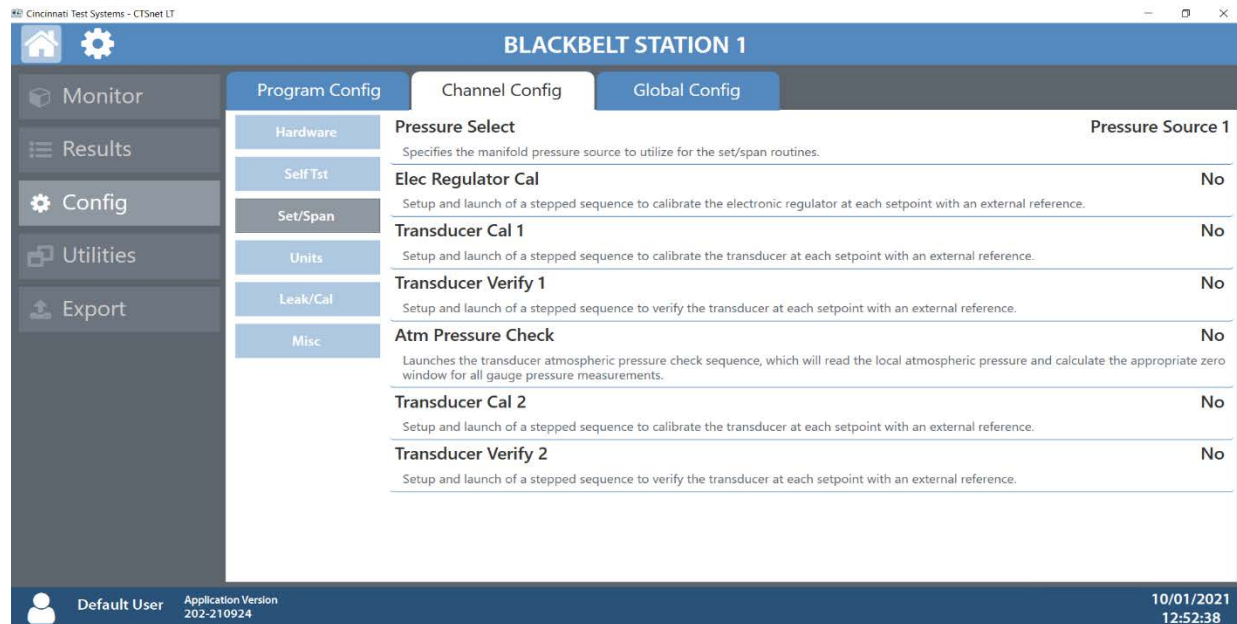 Cincinnati Test Systems - CTSnet LT
BLACKBELT STATION 1
Monitor
Results
Config
Utilities
Export
Program Config
Channel Config
Global Config
Hardware
Self Tst
Set/Span
Units
Leak/Cal
Misc
Pressure Select
Pressure Source 1
Specifies the manifold pressure source to utilize for the set/span routines.
Elec Regulator Cal
No
Setup and launch of a stepped sequence to calibrate the electronic regulator at each setpoint with an external reference.
Transducer Cal 1
No
Setup and launch of a stepped sequence to calibrate the transducer at each setpoint with an external reference.
Transducer Verify 1
No
Setup and launch of a stepped sequence to verify the transducer at each setpoint with an external reference.
Atm Pressure Check
No
Launches the transducer atmospheric pressure check sequence, which will read the local atmospheric pressure and calculate the appropriate zero
window for all gauge pressure measurements.
Transducer Cal 2
No
Setup and launch of a stepped sequence to calibrate the transducer at each setpoint with an external reference.
Transducer Verify 2
No
Setup and launch of a stepped sequence to verify the transducer at each setpoint with an external reference.
Default User
Application Version
202-210924
10/01/2021
12:52:38